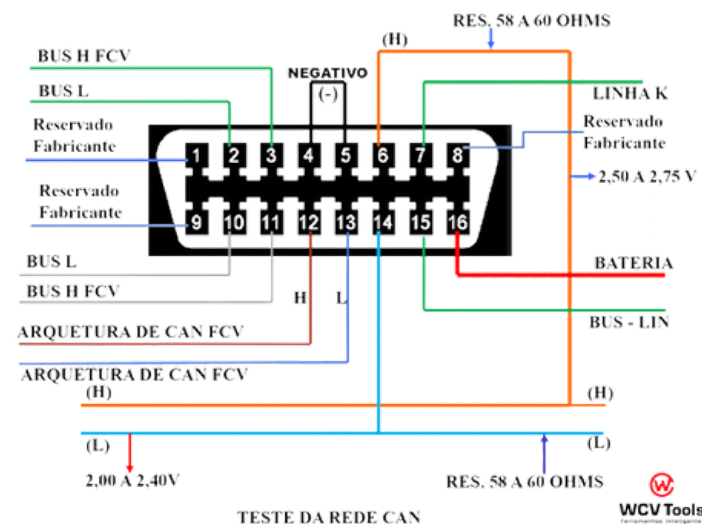 RES. 58 A 60 OHMS
(H)
BUS H FCV
NEGATIVO
(-)
BUS L
LINHA K
Reservado
Fabricante
Reservado
Fabricante
1 2 3 4 5 6 7 8
2,50 A 2,75 V
Reservado
Fabricante
9 10 11 12 13 14 15 16
BUS L
BATERIA
BUS H FCV
H
L
BUS - LIN
ARQUETURA DE CAN FCV
ARQUETURA DE CAN FCV
(H)
(H)
(L)
(L)
2,00 A 2,40V
RES. 58 A 60 OHMS
TESTE DA REDE CAN
WCV Tools
Ferramentas Inteligente